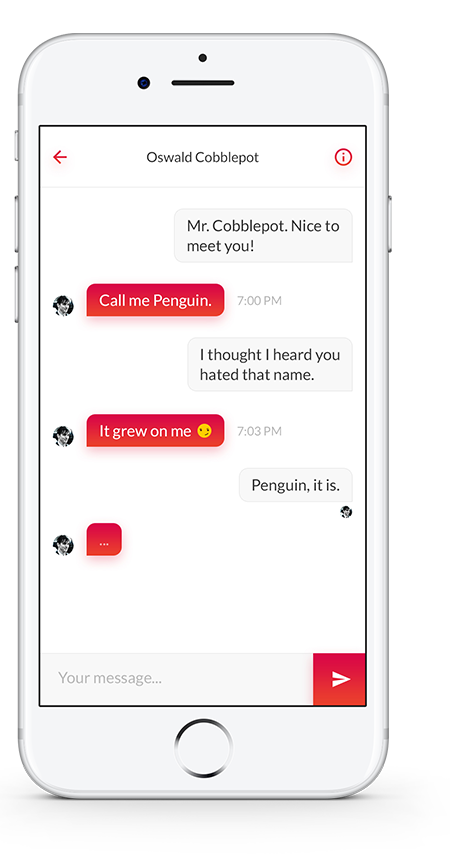 Oswald Cobblepot
Mr. Cobblepot. Nice to
meet you!
Call me Penguin.
7:00 PM
I thought I heard you
hated that name.
It grew on me 😏
7:03 PM
Penguin, it is.
...
Your message...